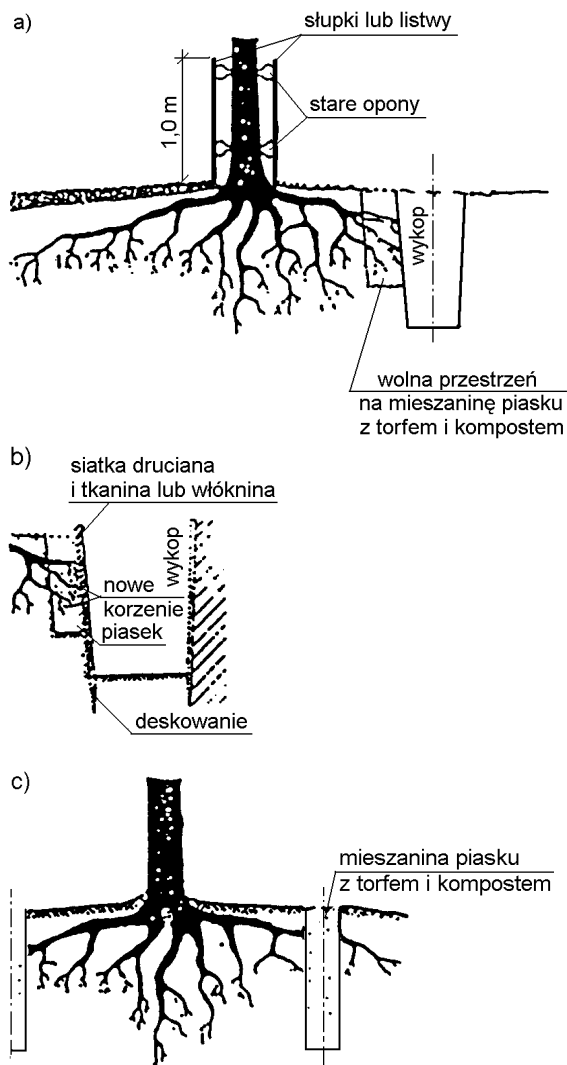 a)
słupki lub listwy
stare opony
1,0 m
wykop
wolna przestrzeń
na mieszaninę piasku
z torfem i kompostem
b)
siatka druciana
i tkanina lub włóknina
wykop
nowe
korzenie
piasek
deskowanie
c)
mieszanina piasku
z torfem i kompostem